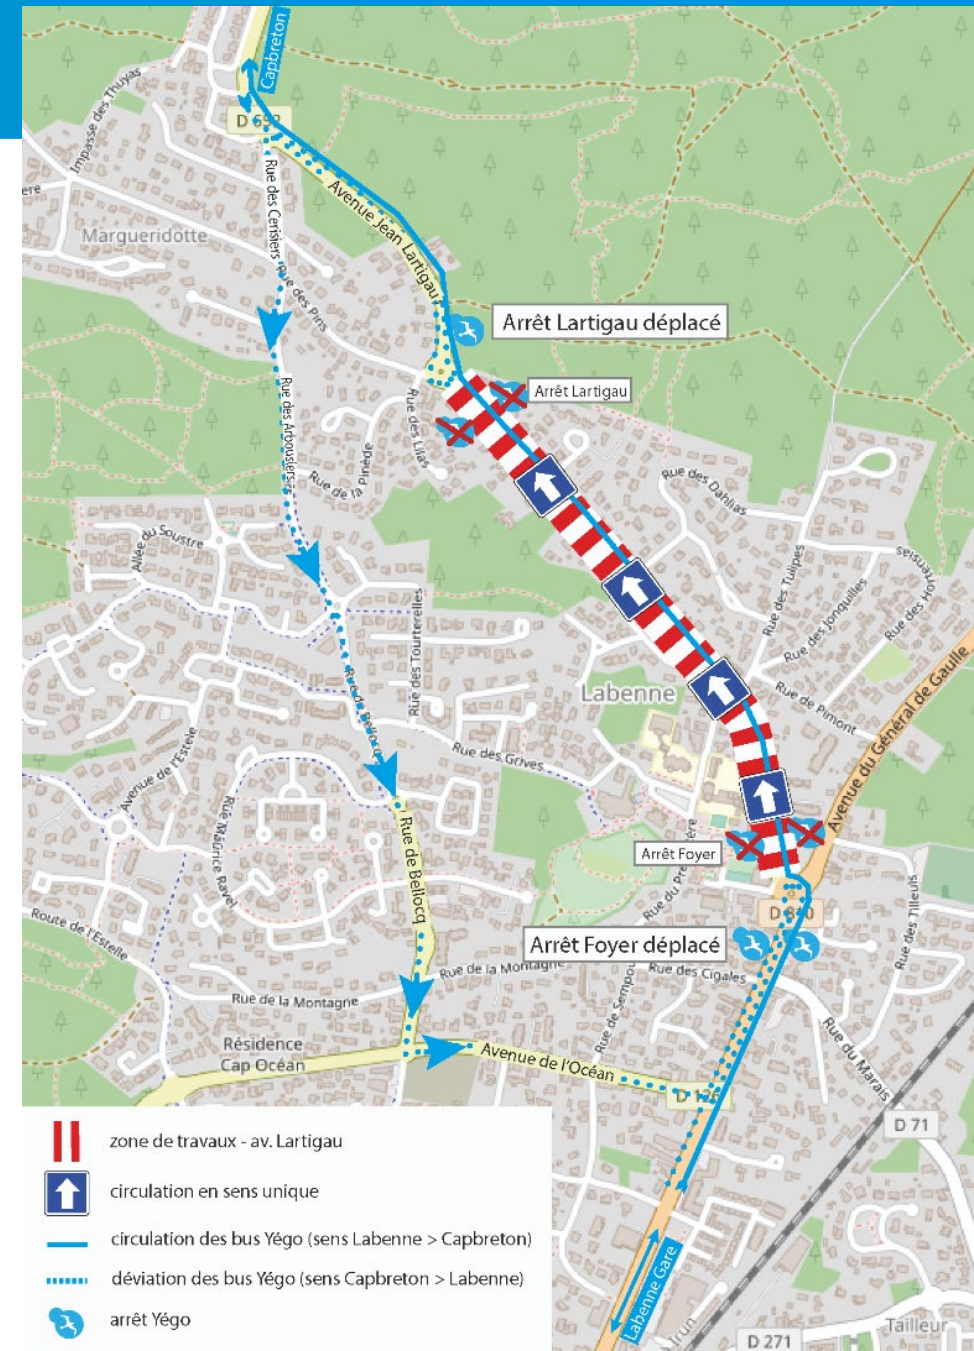 Capbreton
D 652
Impasse des Thuyas
Rue des Cerisiers
Avenue Jean Lartigau
Margueridotte
Rue des Pins
Arrêt Lartigau déplacé
Arrêt Lartigau
Rue des Lilas
Rue des Arbousiers
Rue de la Pinède
Rue des Dahlias
Allée du Soustre
Rue des Tulipes
Rue des Jonquilles
Rue des Tourterelles
Labenne
Rue de Pimont
Avenue du Général de Gaulle
Rue de Bellocq
Rue des Grives
Avenue de l'Estele
Rue Maurice Ravel
Rue de Bellocq
Arrêt Foyer
D 810
Rue des Tilleuls
Route de l'Estelle
Arrêt Foyer déplacé
Rue de la Montagne
Rue des Cigales
Rue de la Montagne
Rue du Marais
Résidence
Cap Océan
Avenue de l'Océan
D 126
D 71
zone de travaux - av. Lartigau
circulation en sens unique
circulation des bus Yégo (sens Labenne > Capbreton)
déviation des bus Yégo (sens Capbreton > Labenne)
arrêt Yégo
Labenne Gare
Tailleur
D 271